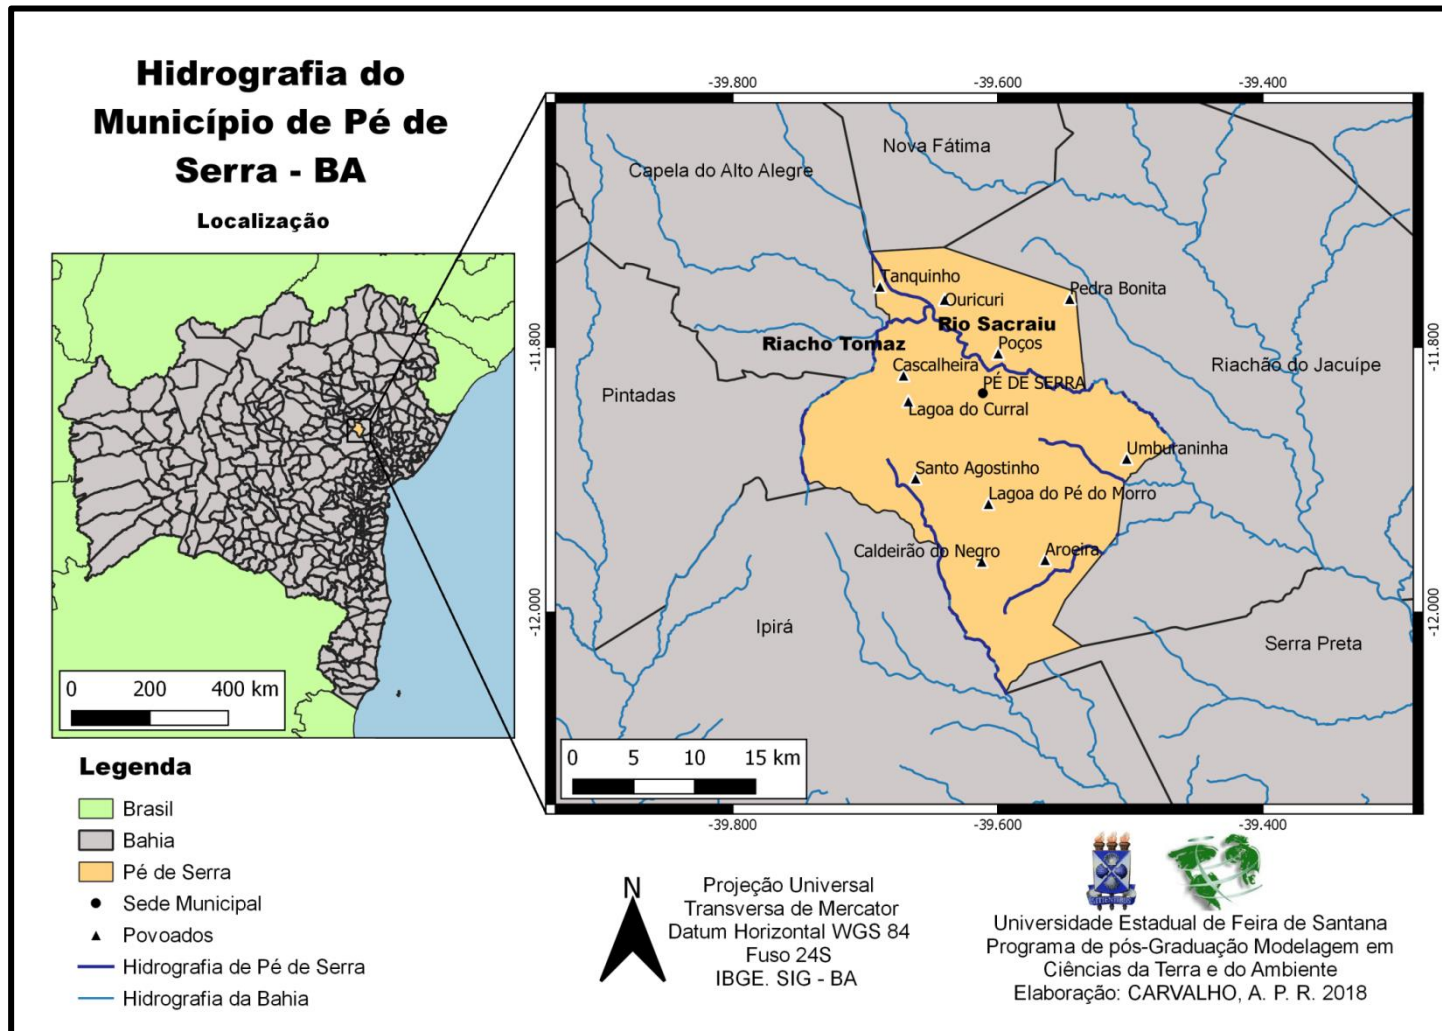 Hidrografia do
Município de Pé de
Serra - BA
Localização
0 200 400 km
Legenda
Brasil
Bahia
Pé de Serra
Sede Municipal
Povoados
Hidrografia de Pé de Serra
Hidrografia da Bahia
-39.800 -39.600 -39.400
Nova Fátima
Capela do Alto Alegre
Tanquinho
Ouricuri
Pedra Bonita
Rio Sacraiu
Riacho Tomaz
Poços
-11.800 -11.800
Cascalheira
Riachão do Jacuípe
PÉ DE SERRA
Pintadas
Lagoa do Curral
Umburaninha
Santo Agostinho
Lagoa do Pé do Morro
Caldeirão do Negro
Aroeira
-12.000 -12.000
Ipirá
Serra Preta
0 5 10 15 km
-39.800 -39.600 -39.400
N
Projeção Universal
Transversa de Mercator
Datum Horizontal WGS 84
Fuso 24S
IBGE. SIG - BA
Universidade Estadual de Feira de Santana
Programa de pós-Graduação Modelagem em
Ciências da Terra e do Ambiente
Elaboração: CARVALHO, A. P. R. 2018